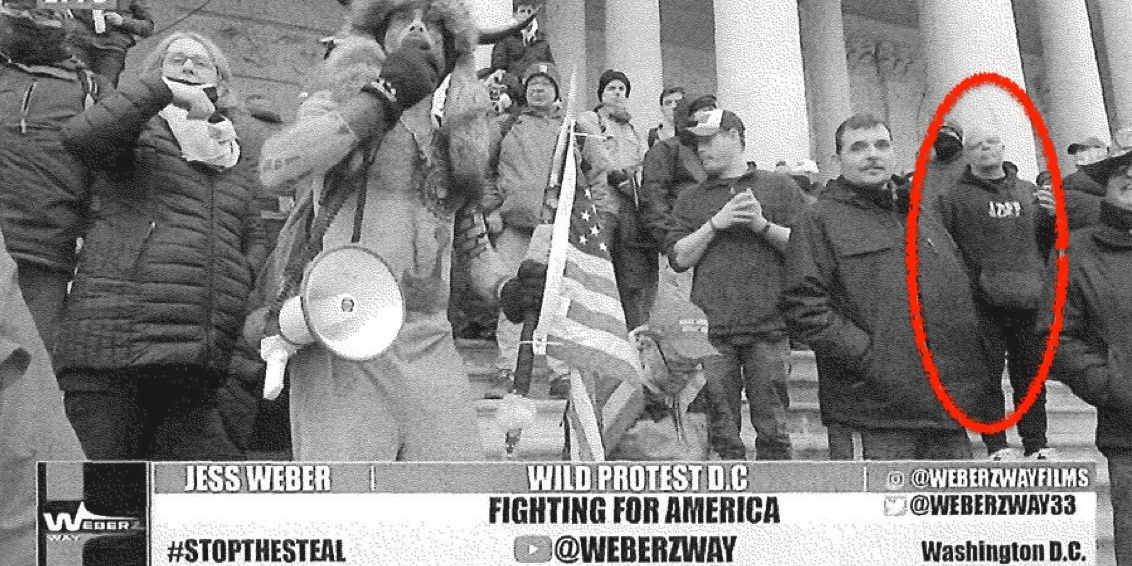 JESS WEBER
WILD PROTEST D.C
@WEBERZWAYFILMS
FIGHTING FOR AMERICA
@WEBERZWAY33
WEBERZ
WAY
#STOPTHESTEAL
@WEBERZWAY
Washington D.C.